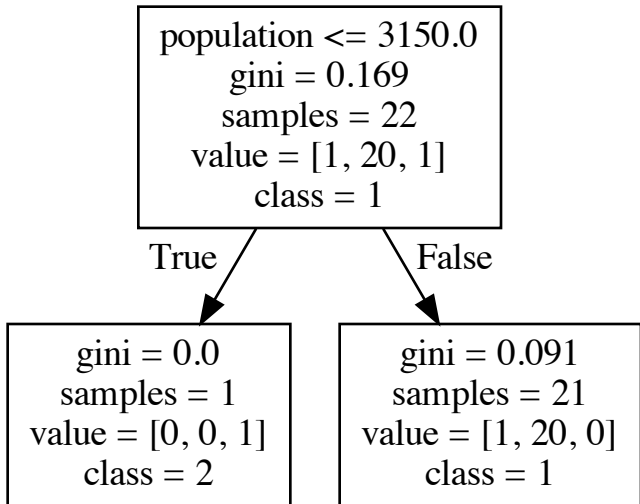 population <= 3150.0
gini = 0.169
samples = 22
value = [1, 20, 1]
class = 1
True
False
gini = 0.0
samples = 1
value = [0, 0, 1]
class = 2
gini = 0.091
samples = 21
value = [1, 20, 0]
class = 1